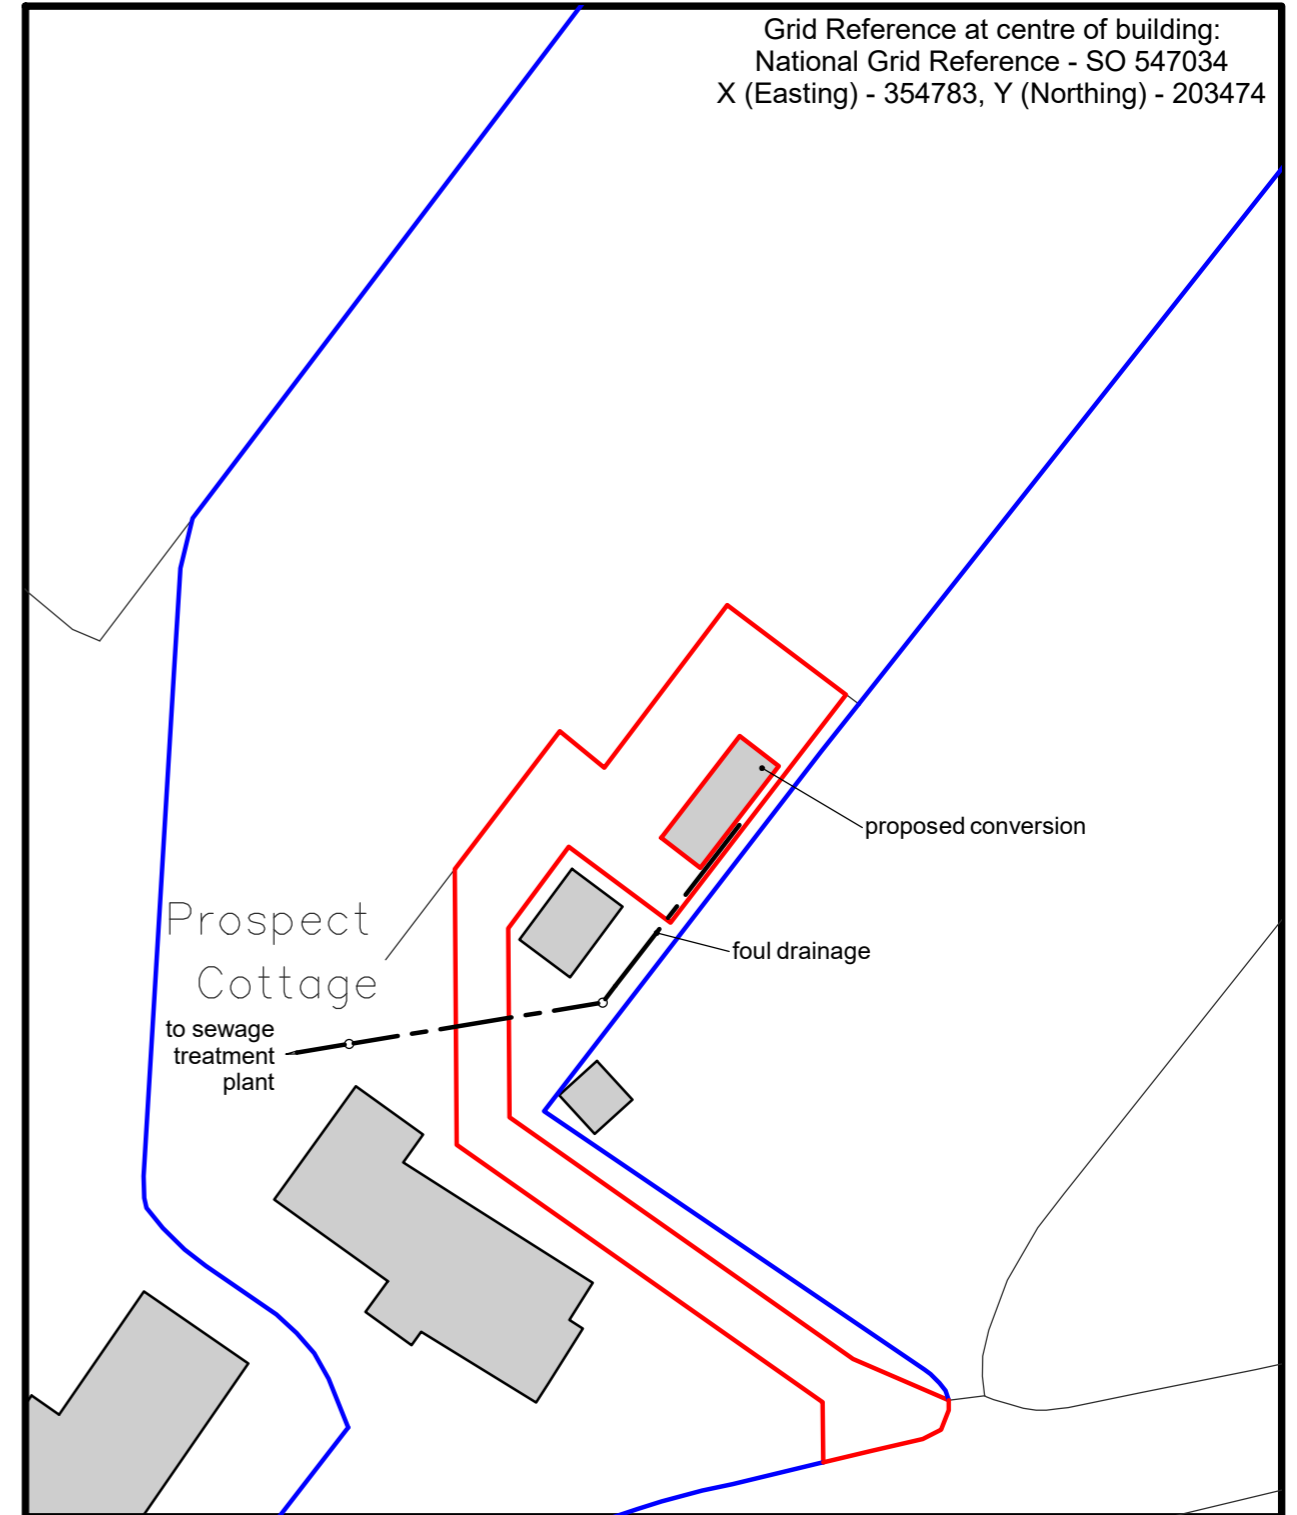 Grid Reference at centre of building:
National Grid Reference - SO 547034
X (Easting) - 354783, Y (Northing) - 203474
proposed conversion
Prospect
Cottage
foul drainage
to sewage
treatment
plant